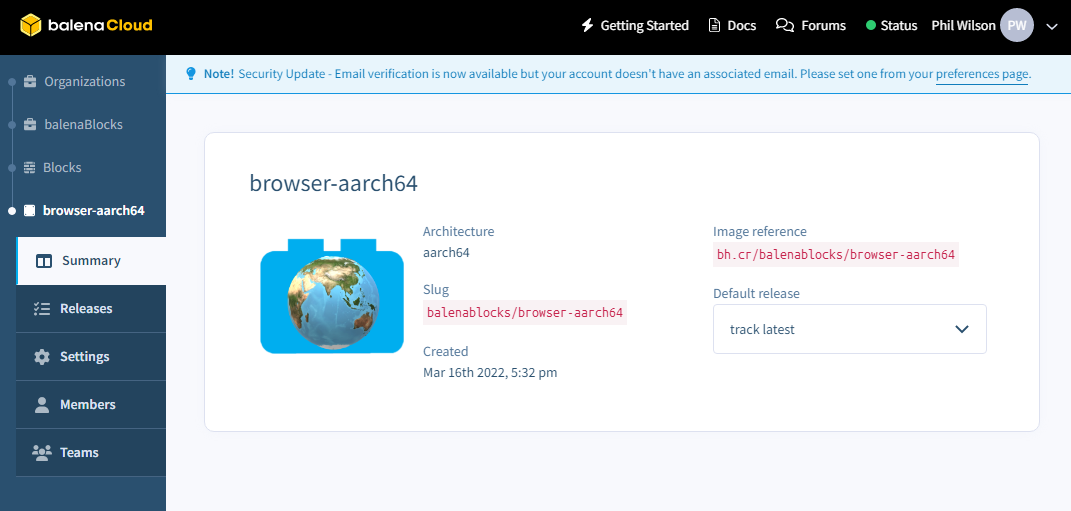 balenaCloud
Getting Started
Docs
Forums
Status
Phil Wilson
PW
Organizations
balenaBlocks
Blocks
browser-aarch64
Summary
Releases
Settings
Members
Teams
Note! Security Update - Email verification is now available but your account doesn't have an associated email. Please set one from your preferences page.
browser-aarch64
Architecture
aarch64
Slug
balenablocks/browser-aarch64
Created
Mar 16th 2022, 5:32 pm
Image reference
bh.cr/balenablocks/browser-aarch64
Default release
track latest